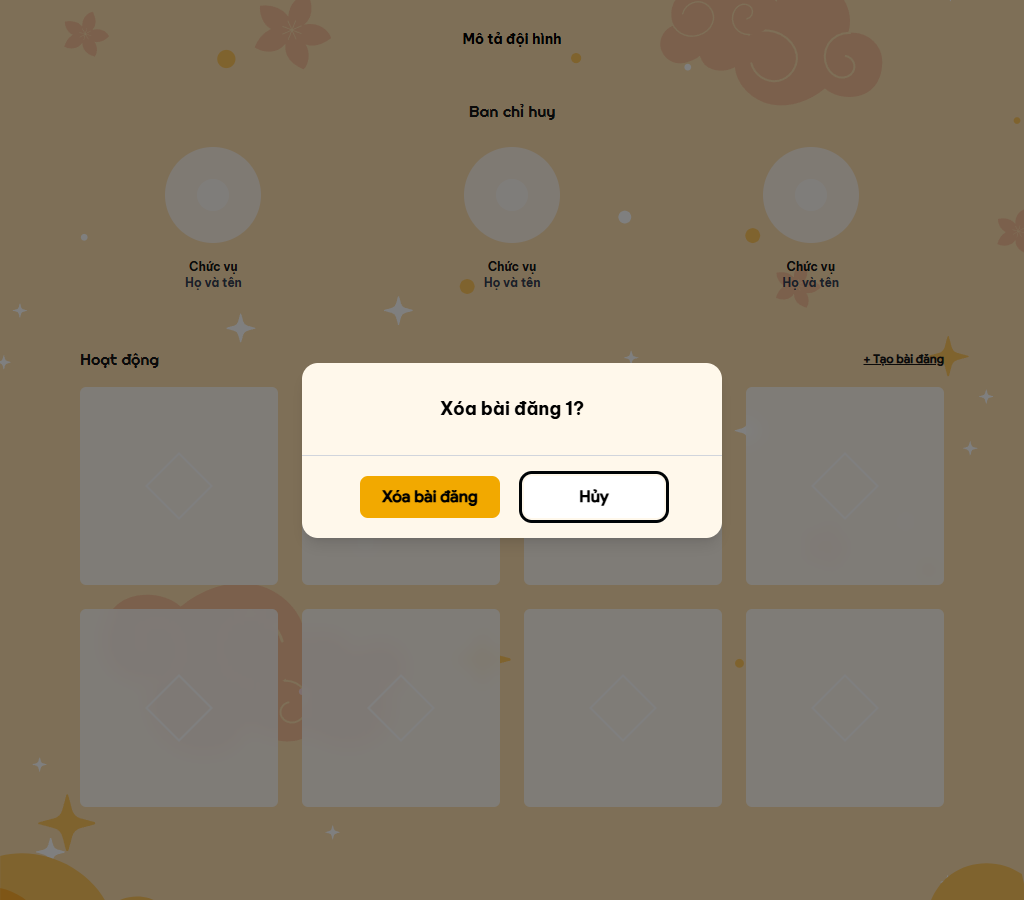 Mô tả đội hình
Ban chỉ huy
Chức vụ
Họ và tên
Chức vụ
Họ và tên
Chức vụ
Họ và tên
Hoạt động
+ Tạo bài đăng
Xóa bài đăng 1?
Xóa bài đăng
Hủy